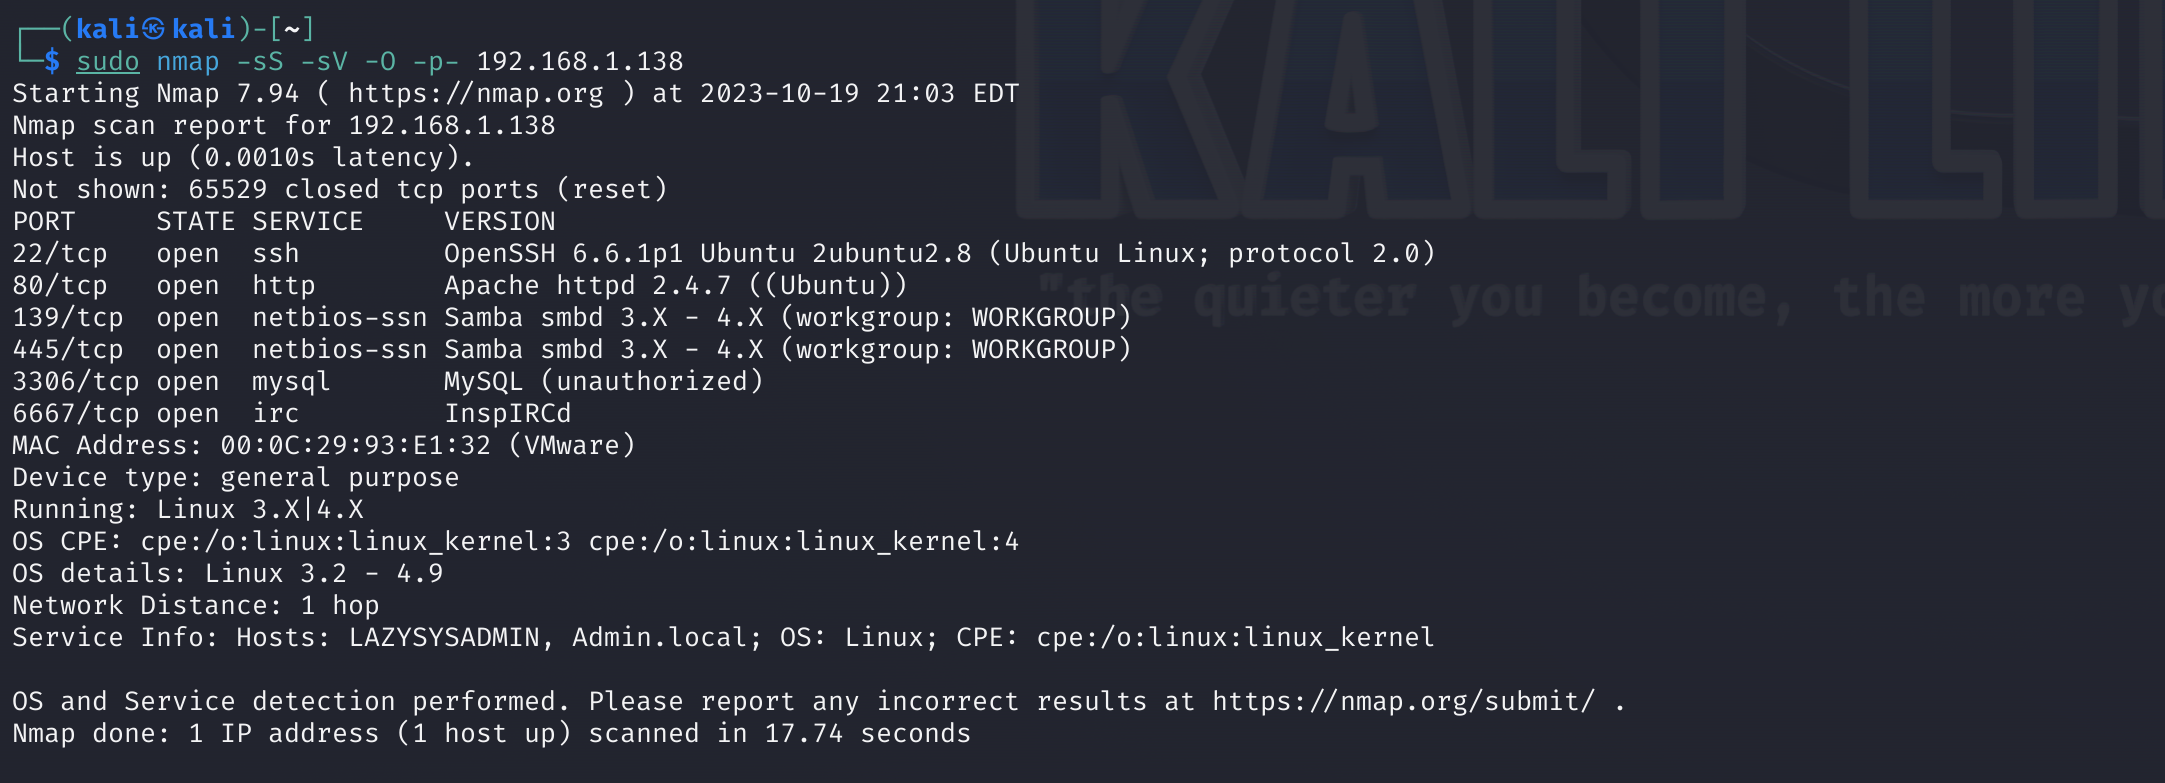 ┌──(kali㉿kali)-[~]
└─$ sudo nmap -sS -sV -O -p- 192.168.1.138
Starting Nmap 7.94 ( https://nmap.org ) at 2023-10-19 21:03 EDT
Nmap scan report for 192.168.1.138
Host is up (0.0010s latency).
Not shown: 65529 closed tcp ports (reset)
PORT     STATE SERVICE     VERSION
22/tcp   open  ssh         OpenSSH 6.6.1p1 Ubuntu 2ubuntu2.8 (Ubuntu Linux; protocol 2.0)
80/tcp   open  http        Apache httpd 2.4.7 ((Ubuntu))
139/tcp  open  netbios-ssn Samba smbd 3.X - 4.X (workgroup: WORKGROUP)
445/tcp  open  netbios-ssn Samba smbd 3.X - 4.X (workgroup: WORKGROUP)
3306/tcp open  mysql       MySQL (unauthorized)
6667/tcp open  irc         InspIRCd
MAC Address: 00:0C:29:93:E1:32 (VMware)
Device type: general purpose
Running: Linux 3.X|4.X
OS CPE: cpe:/o:linux:linux_kernel:3 cpe:/o:linux:linux_kernel:4
OS details: Linux 3.2 - 4.9
Network Distance: 1 hop
Service Info: Hosts: LAZYSYSADMIN, Admin.local; OS: Linux; CPE: cpe:/o:linux:linux_kernel

OS and Service detection performed. Please report any incorrect results at https://nmap.org/submit/ .
Nmap done: 1 IP address (1 host up) scanned in 17.74 seconds
KALI LI
"the quieter you become, the more